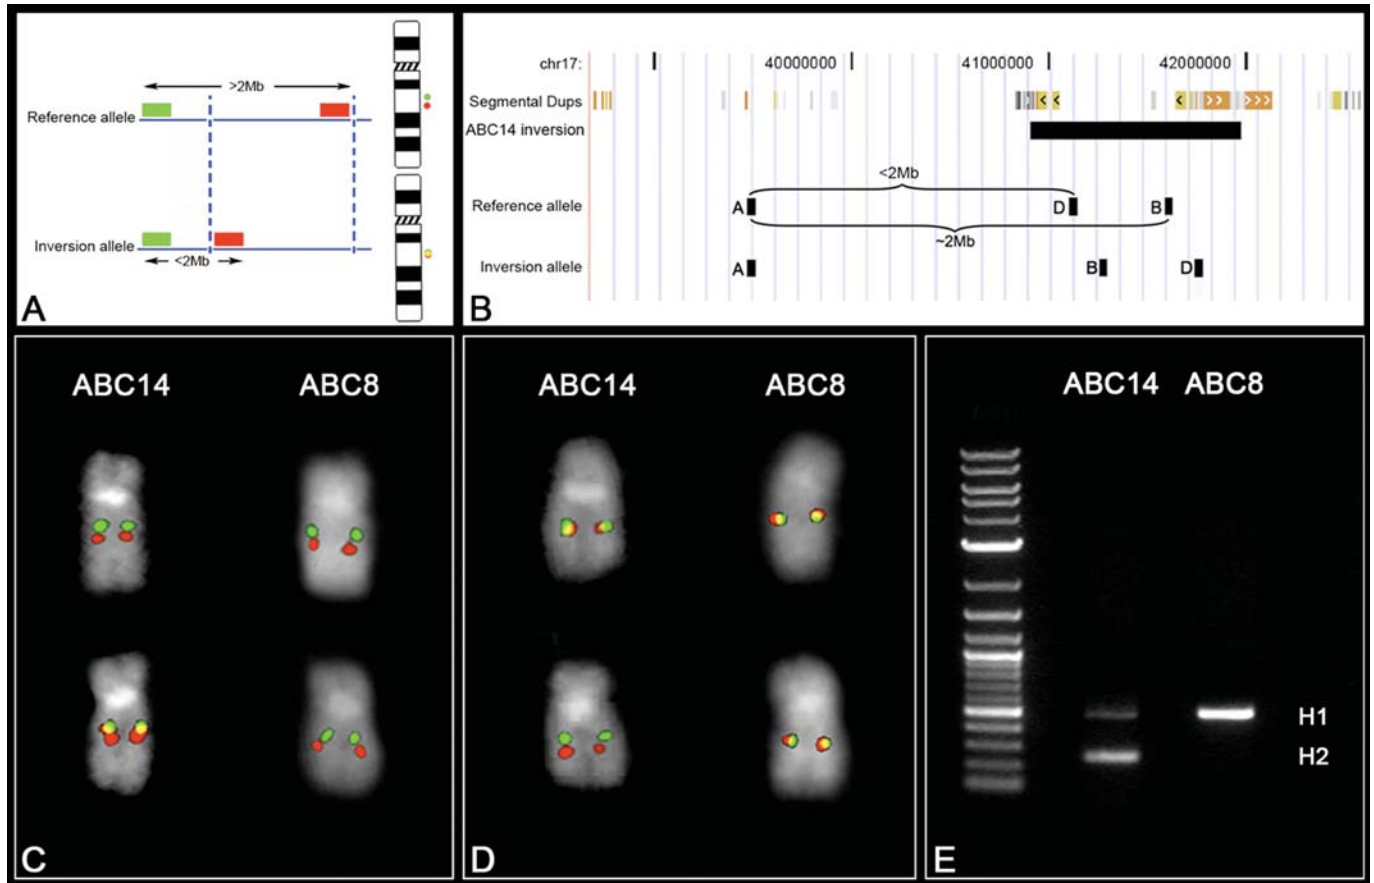 >2Mb
Reference allele
Inversion allele
<2Mb
A
chr17: 40000000 41000000 42000000
Segmental Dups
ABC14 inversion
<2Mb
Reference allele A D B
~2Mb
Inversion allele A B D
B
ABC14 ABC8
C
ABC14 ABC8
D
ABC14 ABC8
H1
H2
E